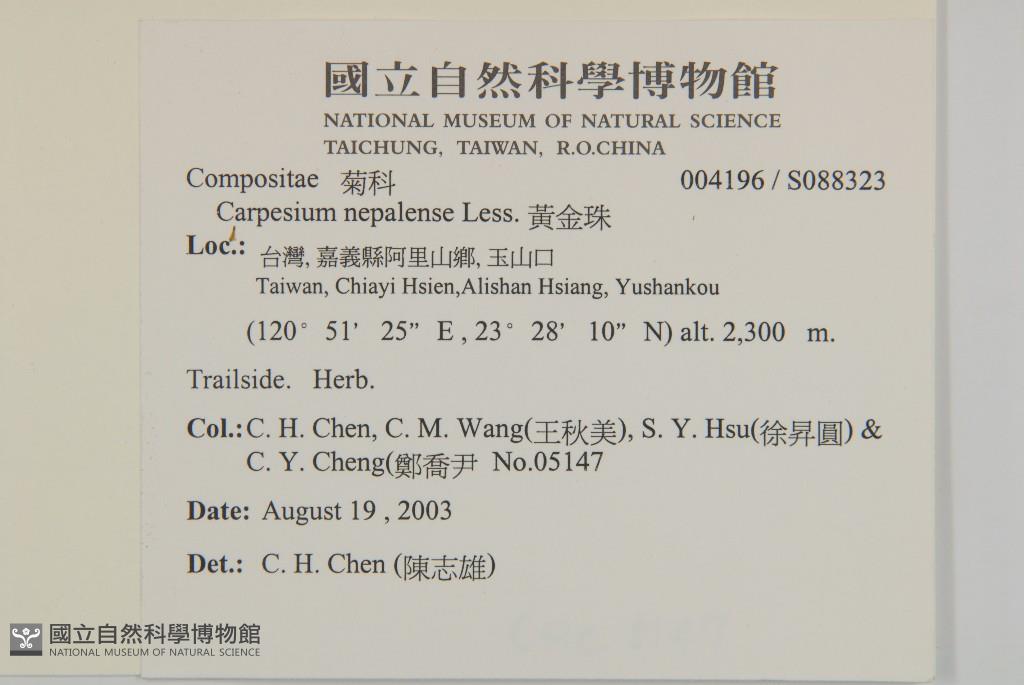 國立自然科學博物館
NATIONAL MUSEUM OF NATURAL SCIENCE
TAICHUNG, TAIWAN, R.O.CHINA
Compositae 菊科 004196 / S088323
Carpesium nepalense Less. 黃金珠
Loc.: 台灣, 嘉義縣阿里山鄉, 玉山口
Taiwan, Chiayi Hsien,Alishan Hsiang, Yushankou
(120° 51’ 25” E , 23° 28’ 10” N) alt. 2,300 m.
Trailside. Herb.
Col.: C. H. Chen, C. M. Wang(王秋美), S. Y. Hsu(徐昇圓) &
C. Y. Cheng(鄭喬尹 No.05147
Date: August 19 , 2003
Det.: C. H. Chen (陳志雄)
國立自然科學博物館
NATIONAL MUSEUM OF NATURAL SCIENCE